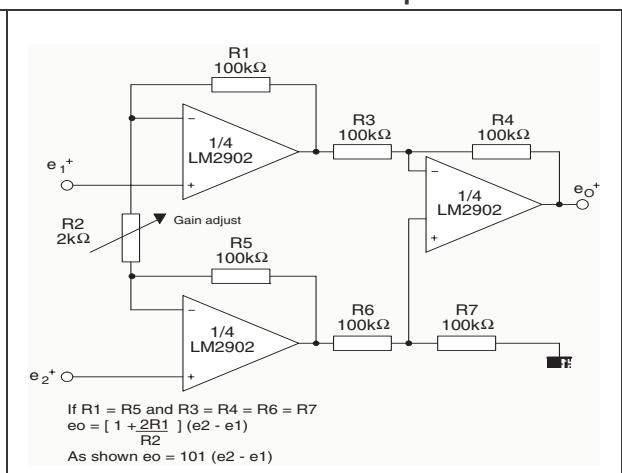 R1
100kΩ
R3
100kΩ
R4
100kΩ
1/4
LM2902
e1+
1/4
LM2902
eO+
R2
2kΩ
Gain adjust
R5
100kΩ
R6
100kΩ
R7
100kΩ
1/4
LM2902
e2+
If R1 = R5 and R3 = R4 = R6 = R7
eo = [ 1 + 2R1/R2 ] (e2 - e1)
As shown eo = 101 (e2 - e1)